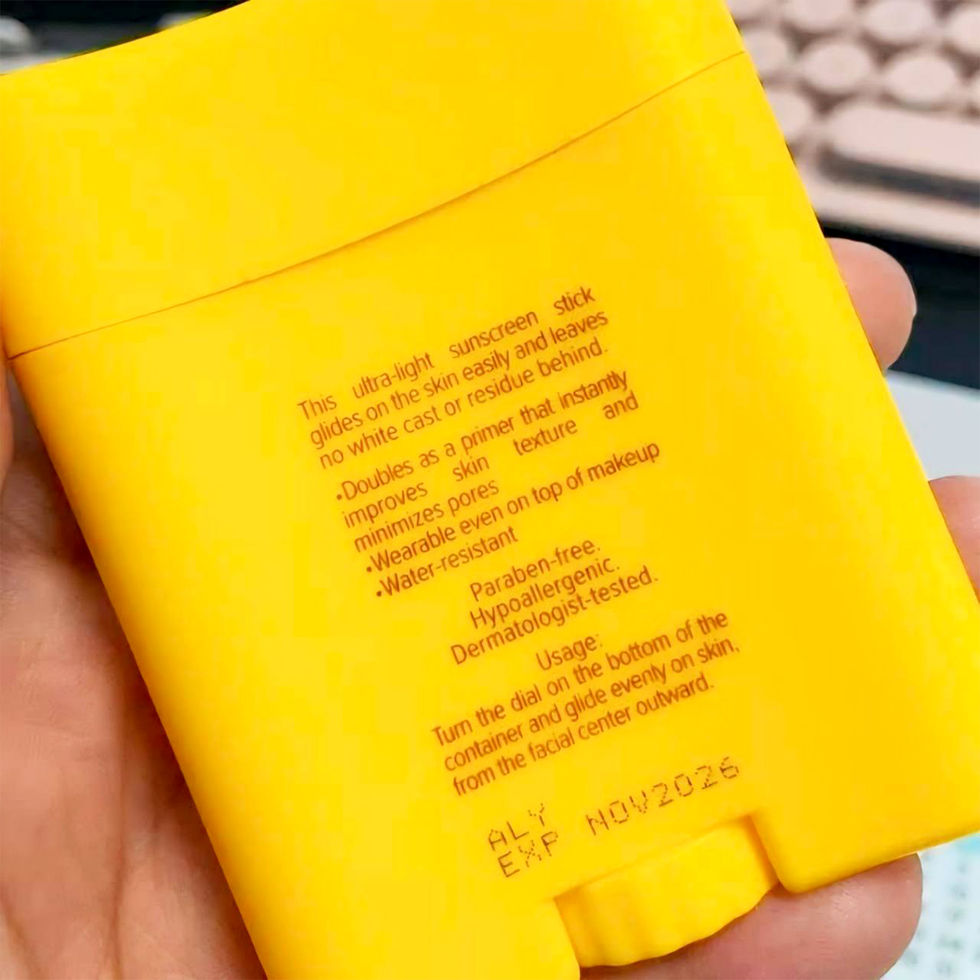 This ultra-light sunscreen stick
glides on the skin easily and leaves
no white cast or residue behind.
•Doubles as a primer that instantly
improves skin texture and
minimizes pores
•Wearable even on top of makeup
•Water-resistant
Paraben-free.
Hypoallergenic.
Dermatologist-tested.
Usage:
Turn the dial on the bottom of the
container and glide evenly on skin,
from the facial center outward.
ALY
EXP NOV2026